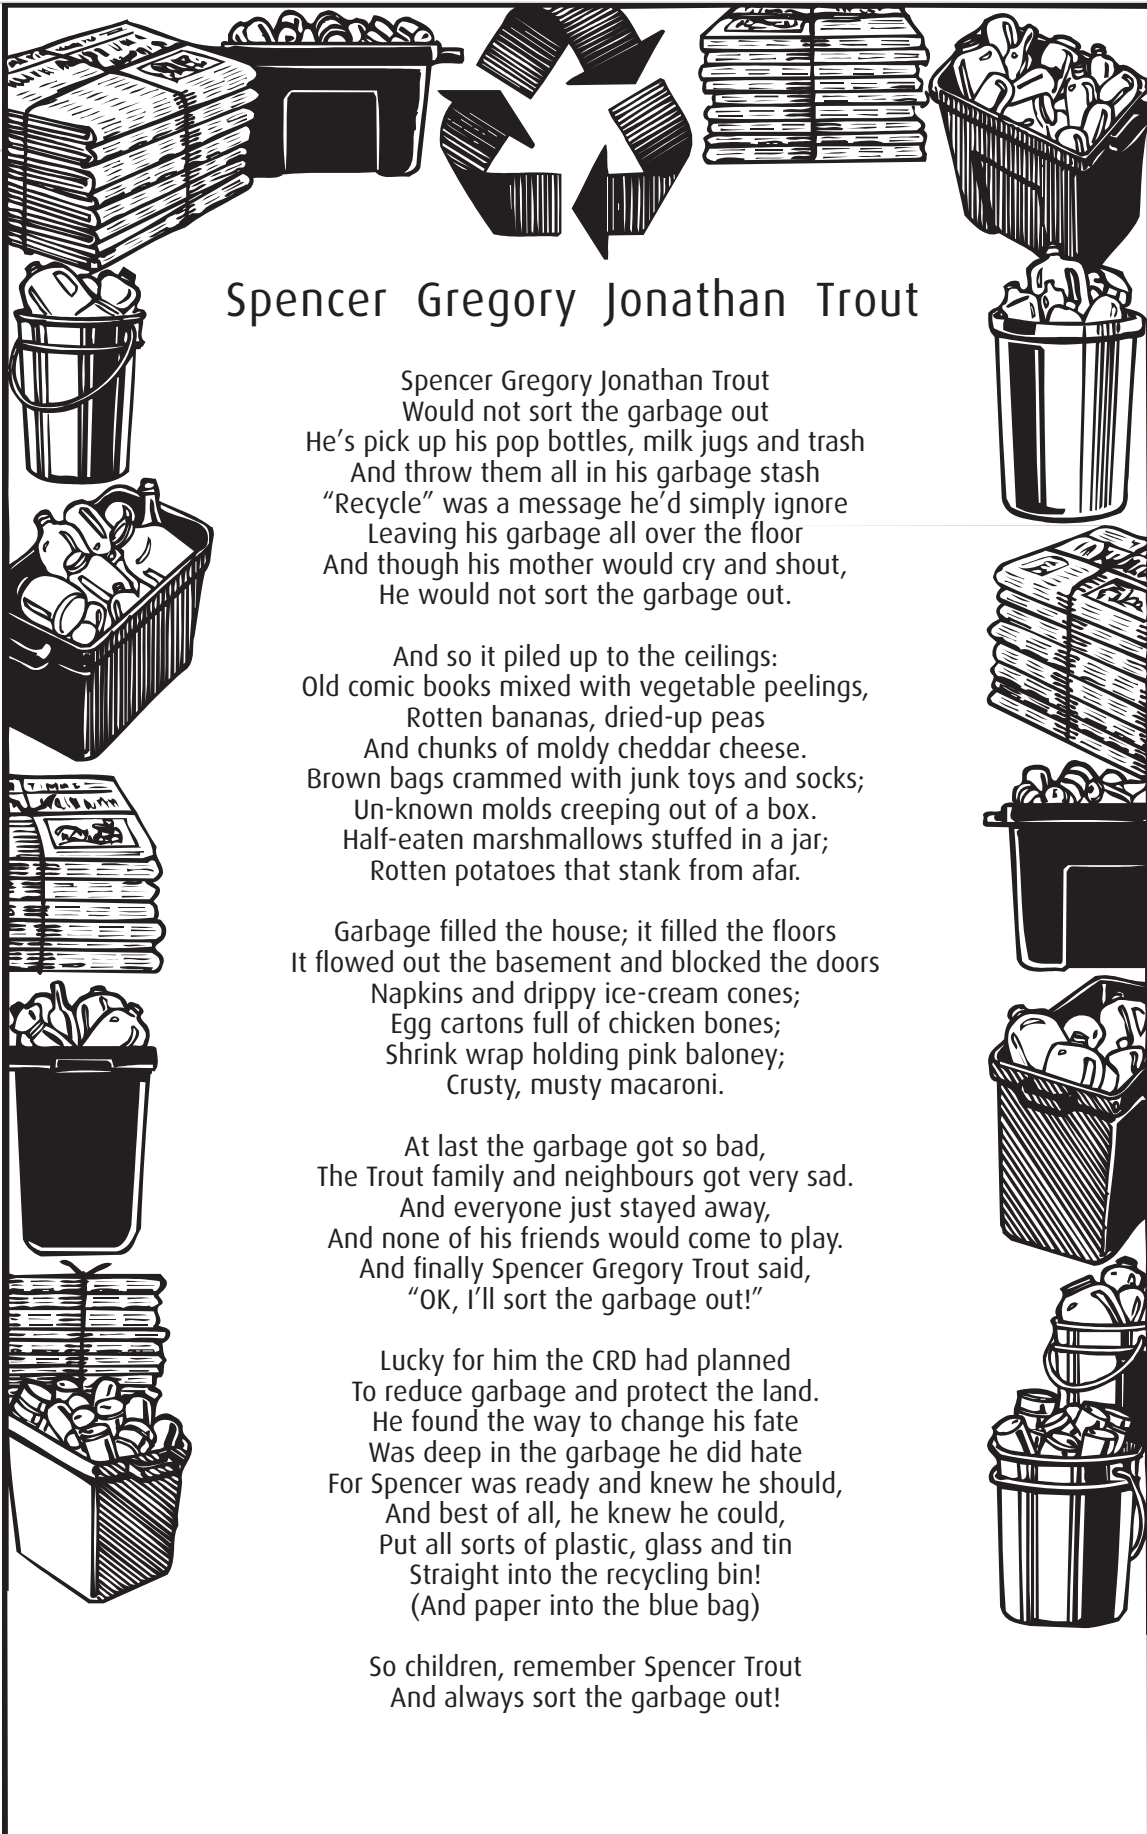 Spencer Gregory Jonathan Trout
Spencer Gregory Jonathan Trout
Would not sort the garbage out
He's pick up his pop bottles, milk jugs and trash
And throw them all in his garbage stash
“Recycle” was a message he'd simply ignore
Leaving his garbage all over the floor
And though his mother would cry and shout,
He would not sort the garbage out.
And so it piled up to the ceilings:
Old comic books mixed with vegetable peelings,
Rotten bananas, dried-up peas
And chunks of moldy cheddar cheese.
Brown bags crammed with junk toys and socks;
Un-known molds creeping out of a box.
Half-eaten marshmallows stuffed in a jar;
Rotten potatoes that stank from afar.
Garbage filled the house; it filled the floors
It flowed out the basement and blocked the doors
Napkins and drippy ice-cream cones;
Egg cartons full of chicken bones;
Shrink wrap holding pink baloney;
Crusty, musty macaroni.
At last the garbage got so bad,
The Trout family and neighbours got very sad.
And everyone just stayed away,
And none of his friends would come to play.
And finally Spencer Gregory Trout said,
“OK, I'll sort the garbage out!”
Lucky for him the CRD had planned
To reduce garbage and protect the land.
He found the way to change his fate
Was deep in the garbage he did hate
For Spencer was ready and knew he should,
And best of all, he knew he could,
Put all sorts of plastic, glass and tin
Straight into the recycling bin!
(And paper into the blue bag)
So children, remember Spencer Trout
And always sort the garbage out!